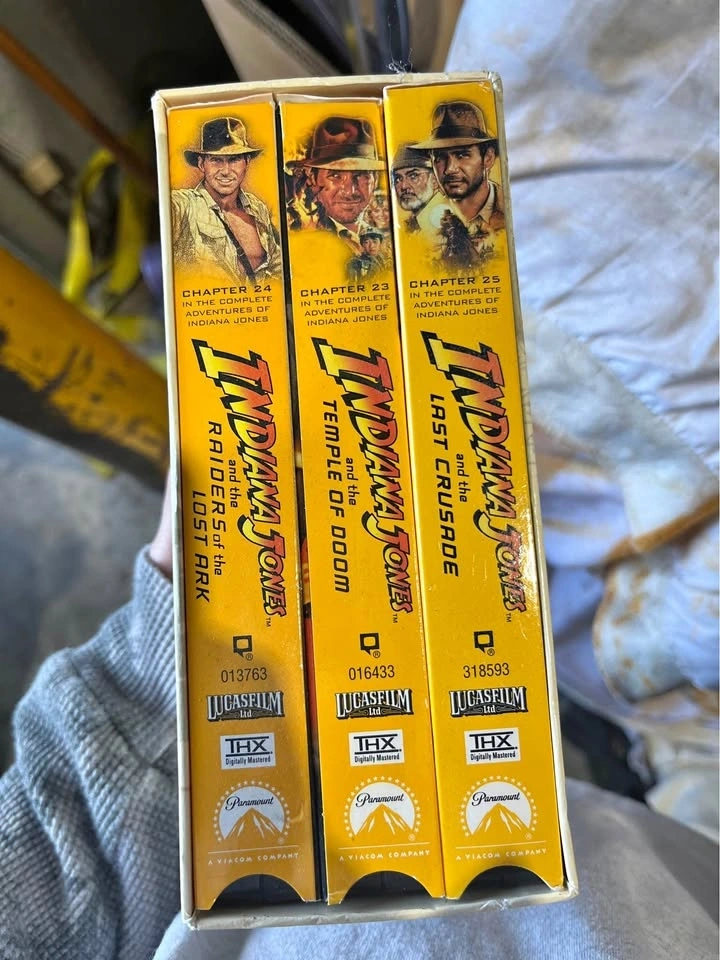 CHAPTER 24
IN THE COMPLETE
ADVENTURES OF
INDIANA JONES
INDIANA JONES™
and the
RAIDERS of the
LOST ARK
®
013763
LUCASFILM
Ltd
THX
Digitally Mastered
Paramount
®
A VIACOM COMPANY
CHAPTER 23
IN THE COMPLETE
ADVENTURES OF
INDIANA JONES
INDIANA JONES™
and the
TEMPLE OF DOOM
®
016433
LUCASFILM
Ltd
THX
Digitally Mastered
Paramount
®
A VIACOM COMPANY
CHAPTER 25
IN THE COMPLETE
ADVENTURES OF
INDIANA JONES
INDIANA JONES™
and the
LAST CRUSADE
®
318593
LUCASFILM
Ltd
THX
Digitally Mastered
Paramount
®
A VIACOM COMPANY